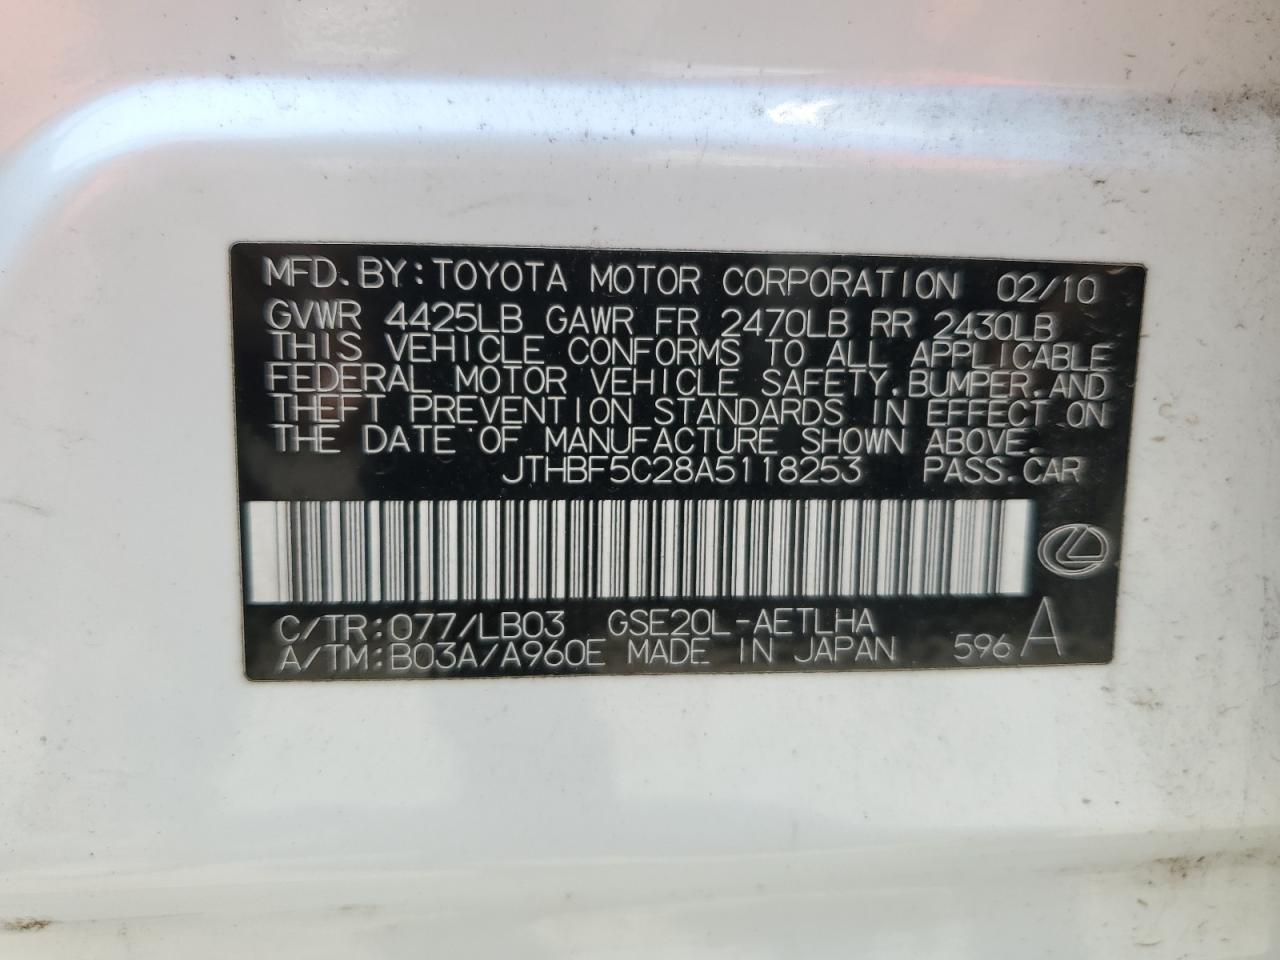 MFD.BY:TOYOTA MOTOR CORPORATION 02/10
GVWR 4425LB GAWR FR 2470LB RR 2430LB
THIS VEHICLE CONFORMS TO ALL APPLICABLE
FEDERAL MOTOR VEHICLE SAFETY,BUMPER,AND
THEFT PREVENTION STANDARDS IN EFFECT ON
THE DATE OF MANUFACTURE SHOWN ABOVE.
JTHBF5C28A5118253 PASS.CAR
C/TR:077/LB03 GSE20L-AETLHA
A/TM:B03A/A960E MADE IN JAPAN 596 A